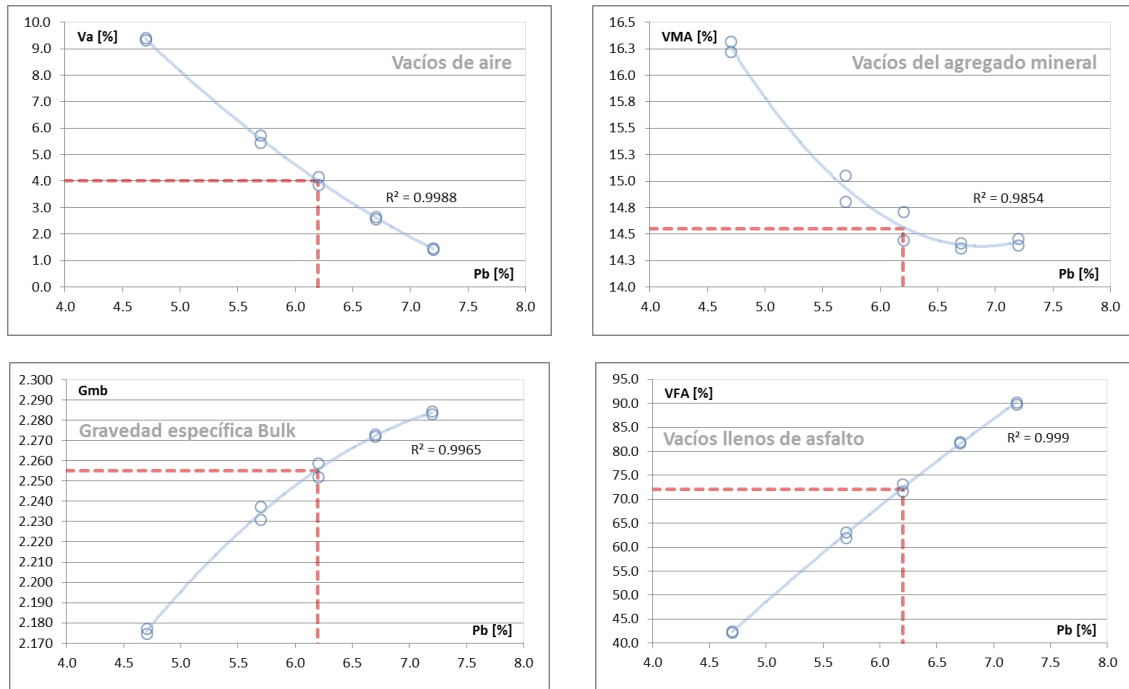 Va [%]
Vacíos de aire
10.0
9.0
8.0
7.0
6.0
5.0
4.0
3.0
2.0
1.0
0.0
R² = 0.9988
Pb [%]
4.0 4.5 5.0 5.5 6.0 6.5 7.0 7.5 8.0
VMA [%]
Vacíos del agregado mineral
16.5
16.3
16.0
15.8
15.5
15.3
15.0
14.8
14.5
14.3
14.0
R² = 0.9854
Pb [%]
4.0 4.5 5.0 5.5 6.0 6.5 7.0 7.5 8.0
Gmb
Gravedad específica Bulk
2.300
2.290
2.280
2.270
2.260
2.250
2.240
2.230
2.220
2.210
2.200
2.190
2.180
2.170
R² = 0.9965
Pb [%]
4.0 4.5 5.0 5.5 6.0 6.5 7.0 7.5 8.0
VFA [%]
Vacíos llenos de asfalto
95.0
90.0
85.0
80.0
75.0
70.0
65.0
60.0
55.0
50.0
45.0
40.0
R² = 0.999
Pb [%]
4.0 4.5 5.0 5.5 6.0 6.5 7.0 7.5 8.0